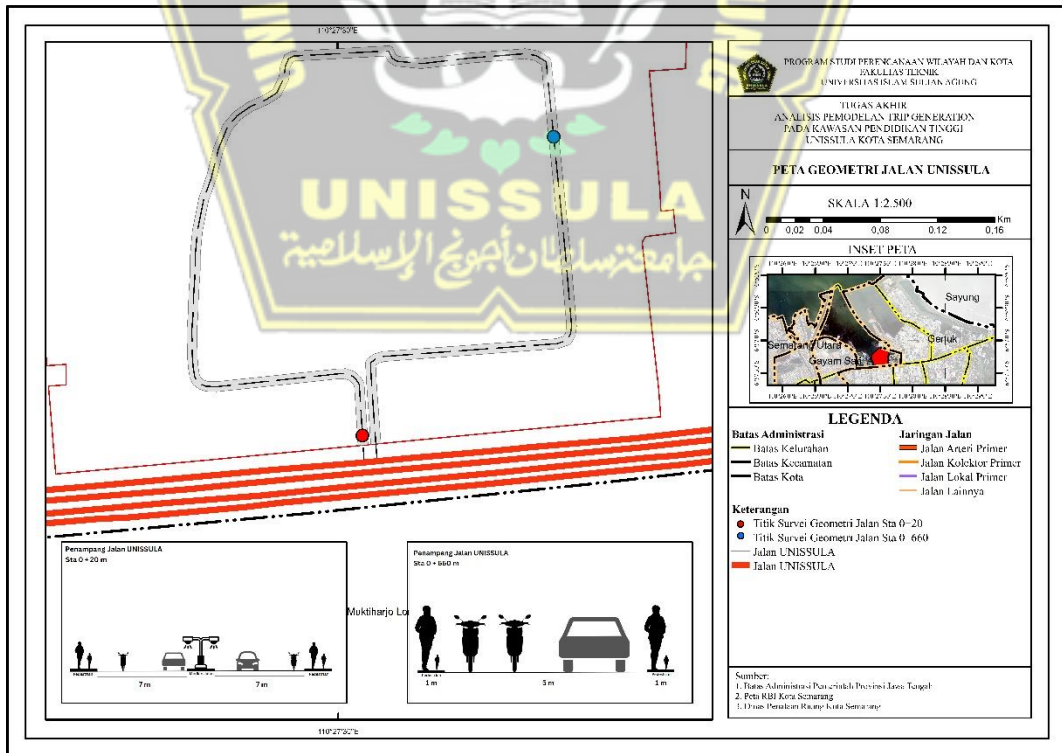 UNISSULA
جامعترسلطان أجونج الإسلامية
110°27'30"E
PROGRAM STUDI PERENCANAAN WILAYAH DAN KOTA
FAKULTAS TEKNIK
UNIVERSITAS ISLAM SULTAN AGUNG
TUGAS AKHIR
ANALISIS PEMODELAN TRIP GENERATION
PADA KAWASAN PENDIDIKAN TINGGI
UNISSULA KOTA SEMARANG
PETA GEOMETRI JALAN UNISSULA
N
SKALA 1:2.500
Km
0 0,02 0,04 0,08 0,12 0,16
INSET PETA
Sayung
Semarang Utara
Genuk
Gayam Sari
LEGENDA
Batas Administrasi
Batas Kelurahan
Batas Kecamatan
Batas Kota
Jaringan Jalan
Jalan Arteri Primer
Jalan Kolektor Primer
Jalan Lokal Primer
Jalan Lainnya
Keterangan
Titik Survei Geometri Jalan Sta 0+20
Titik Survei Geometri Jalan Sta 0+660
Jalan UNISSULA
Jalan UNISSULA
Sumber:
1. Batas Administrasi Pemerintah Provinsi Jawa Tengah
2. Peta RBI Kota Semarang
3. Dinas Penataan Ruang Kota Semarang
Penampang Jalan UNISSULA
Sta 0 + 20 m
7 m 7 m
Muktiharjo Lor
Penampang Jalan UNISSULA
Sta 0 + 660 m
1 m 1 m
110°27'30"E